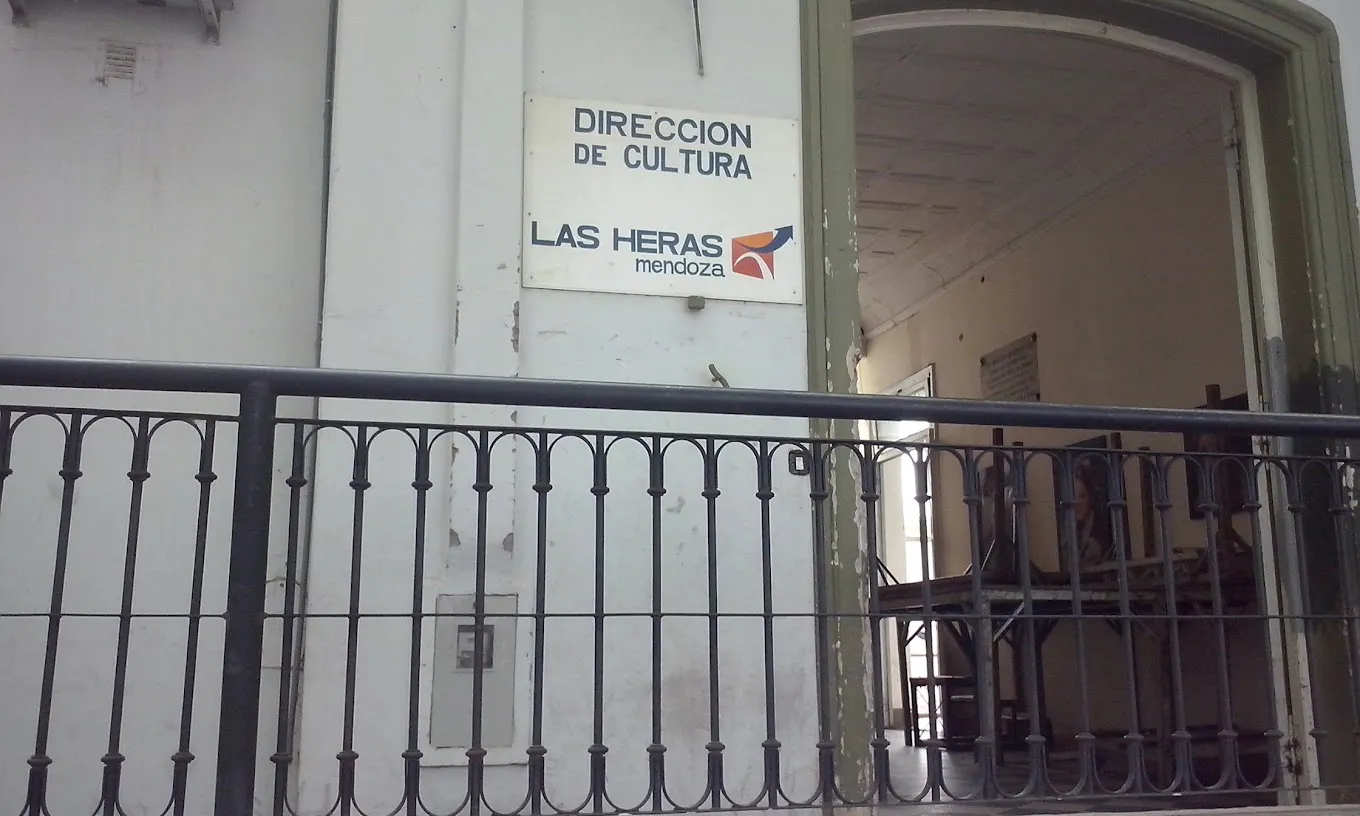 DIRECCION
DE CULTURA
LAS HERAS
mendoza